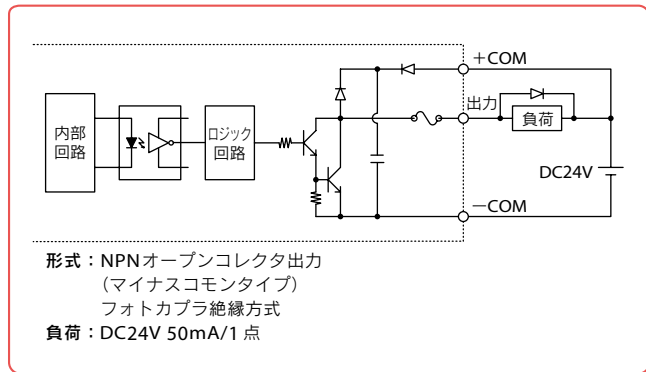 +COM
出力
負荷
内部
回路
ロジック
回路
DC24V
—COM
形式：NPNオープンコレクタ出力
（マイナスコモンタイプ）
フォトカプラ絶縁方式
負荷：DC24V 50mA/1 点